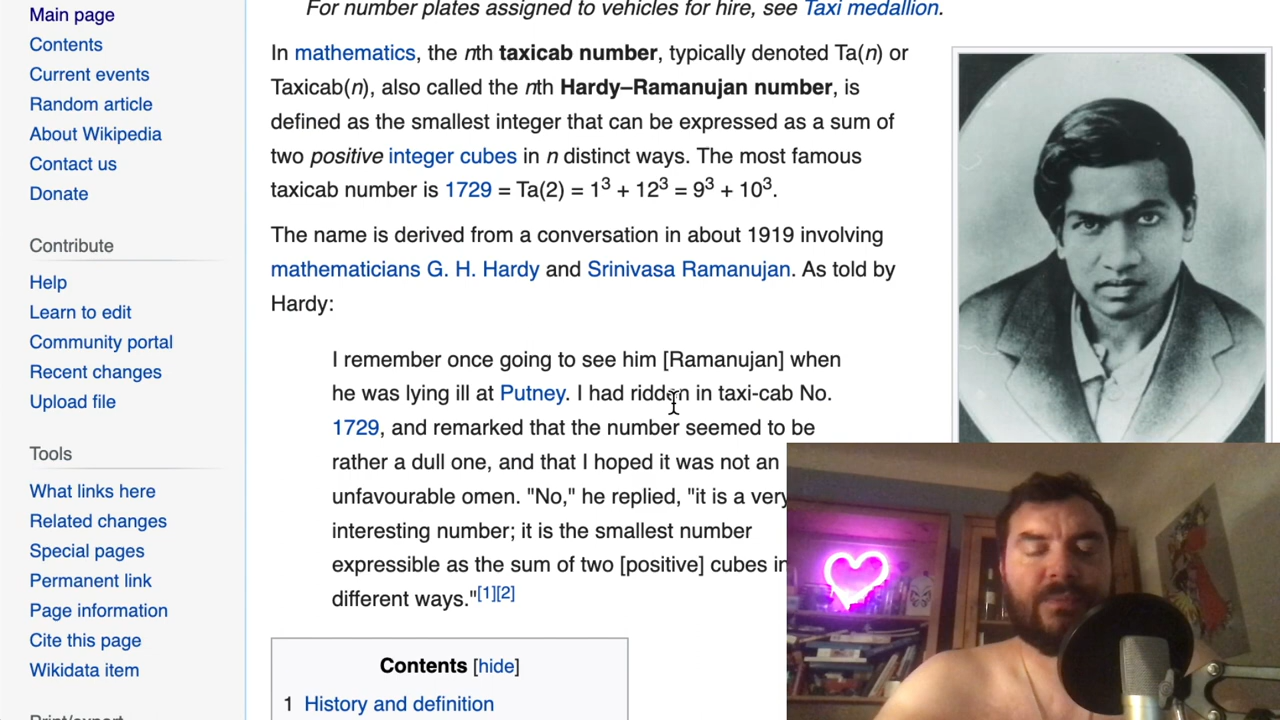 Main page
Contents
Current events
Random article
About Wikipedia
Contact us
Donate
Contribute
Help
Learn to edit
Community portal
Recent changes
Upload file
Tools
What links here
Related changes
Special pages
Permanent link
Page information
Cite this page
Wikidata item
Print/export
For number plates assigned to vehicles for hire, see Taxi medallion.
In mathematics, the nth taxicab number, typically denoted Ta(n) or
Taxicab(n), also called the nth Hardy–Ramanujan number, is
defined as the smallest integer that can be expressed as a sum of
two positive integer cubes in n distinct ways. The most famous
taxicab number is 1729 = Ta(2) = 1³ + 12³ = 9³ + 10³.
The name is derived from a conversation in about 1919 involving
mathematicians G. H. Hardy and Srinivasa Ramanujan. As told by
Hardy:
I remember once going to see him [Ramanujan] when
he was lying ill at Putney. I had ridden in taxi-cab No.
1729, and remarked that the number seemed to be
rather a dull one, and that I hoped it was not an
unfavourable omen. "No," he replied, "it is a very
interesting number; it is the smallest number
expressible as the sum of two [positive] cubes in
different ways."[1][2]
Contents [hide]
1 History and definition